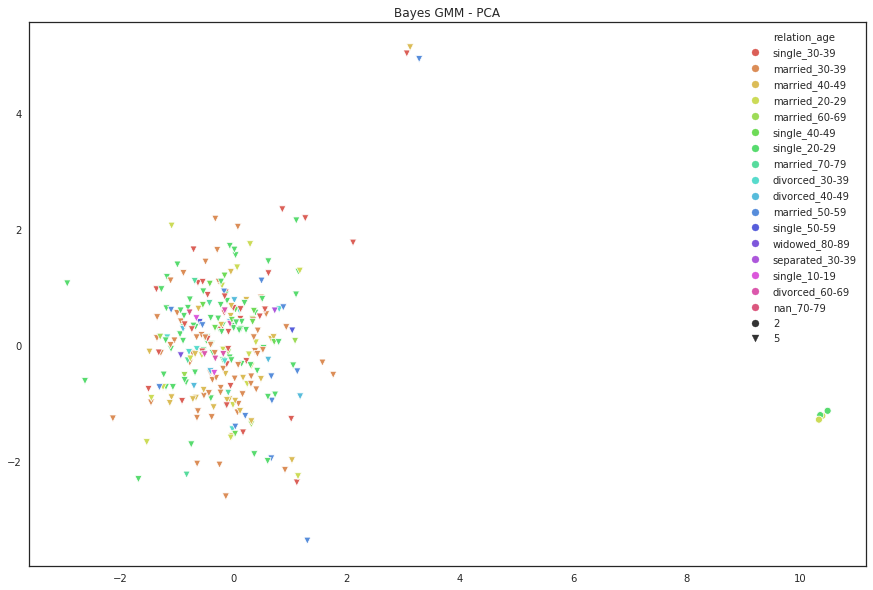 Bayes GMM - PCA
relation_age
single_30-39
married_30-39
married_40-49
married_20-29
married_60-69
single_40-49
single_20-29
married_70-79
divorced_30-39
divorced_40-49
married_50-59
single_50-59
widowed_80-89
separated_30-39
single_10-19
divorced_60-69
nan_70-79
2
5
4
2
0
−2
−2
0
2
4
6
8
10